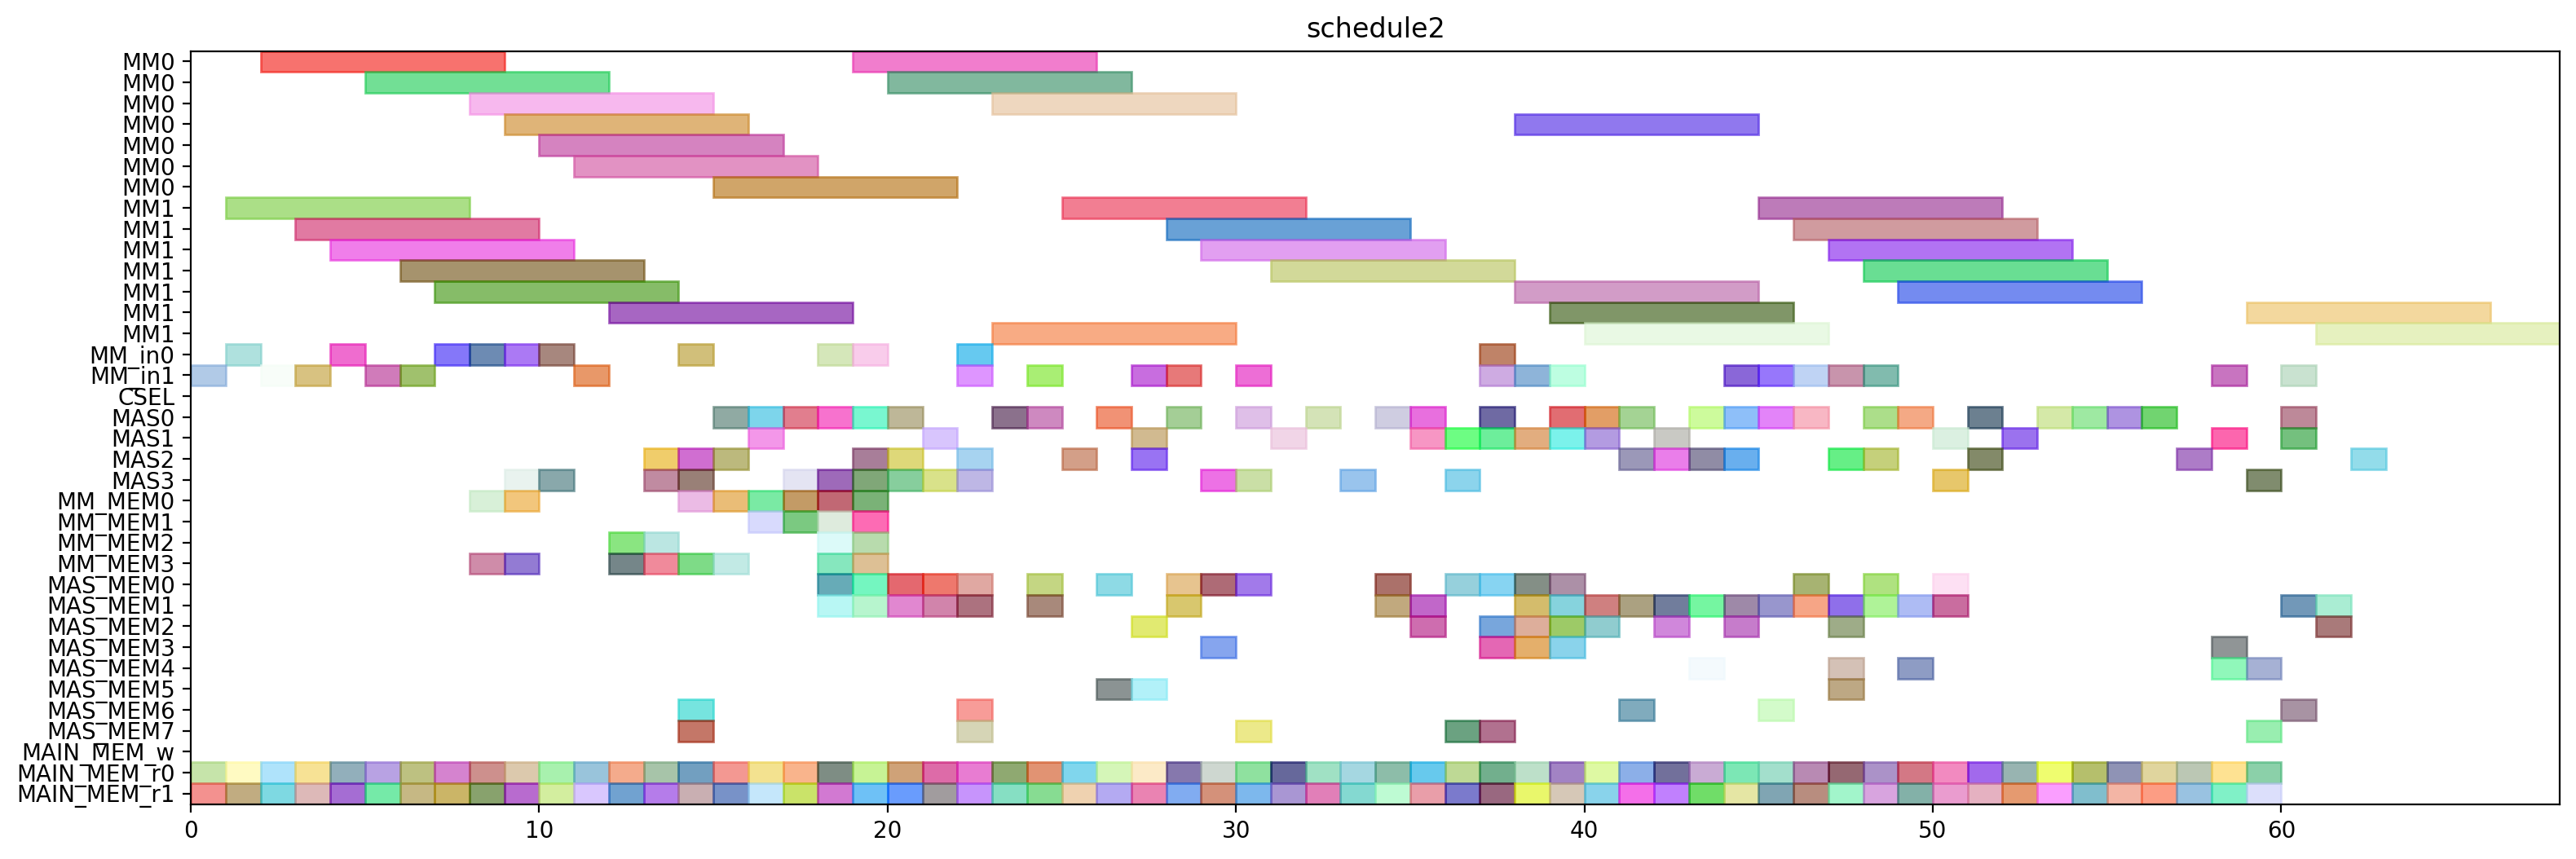 schedule2
MM0
MM0
MM0
MM0
MM0
MM0
MM0
MM1
MM1
MM1
MM1
MM1
MM1
MM1
MM_in0
MM_in1
CSEL
MAS0
MAS1
MAS2
MAS3
MM_MEM0
MM_MEM1
MM_MEM2
MM_MEM3
MAS_MEM0
MAS_MEM1
MAS_MEM2
MAS_MEM3
MAS_MEM4
MAS_MEM5
MAS_MEM6
MAS_MEM7
MAIN_MEM_w
MAIN_MEM_r0
MAIN_MEM_r1
0 10 20 30 40 50 60